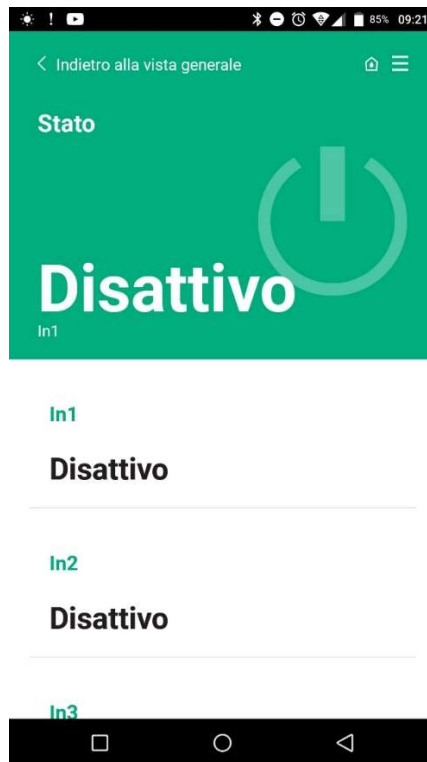 ! 85% 09:21
Indietro alla vista generale
Stato
Disattivo
In1
In1
Disattivo
In2
Disattivo
In3